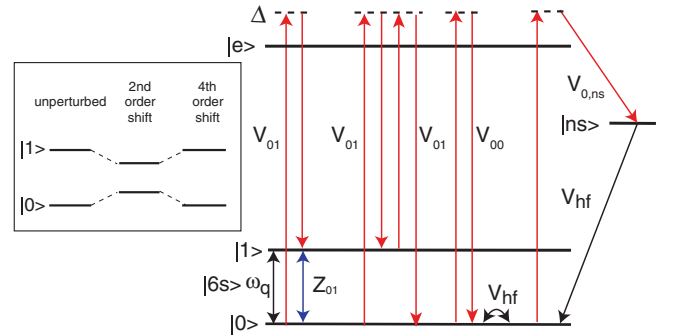 Δ
|e>
unperturbed
2nd
order
shift
4th
order
shift
|1>
|0>
V01
V01
V01
V00
V0,ns
|ns>
Vhf
|1>
|6s> ωq
Z01
Vhf
|0>